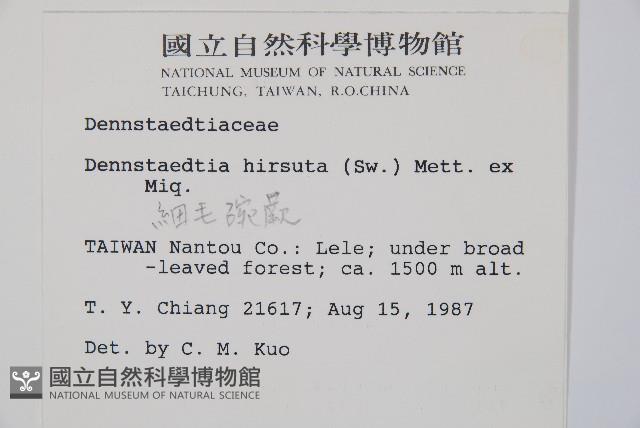 國立自然科學博物館
NATIONAL MUSEUM OF NATURAL SCIENCE
TAICHUNG, TAIWAN, R.O.CHINA
Dennstaedtiaceae
Dennstaedtia hirsuta (Sw.) Mett. ex
Miq.
細毛碗蕨
TAIWAN Nantou Co.: Lele; under broad
-leaved forest; ca. 1500 m alt.
T. Y. Chiang 21617; Aug 15, 1987
Det. by C. M. Kuo
國立自然科學博物館
NATIONAL MUSEUM OF NATURAL SCIENCE